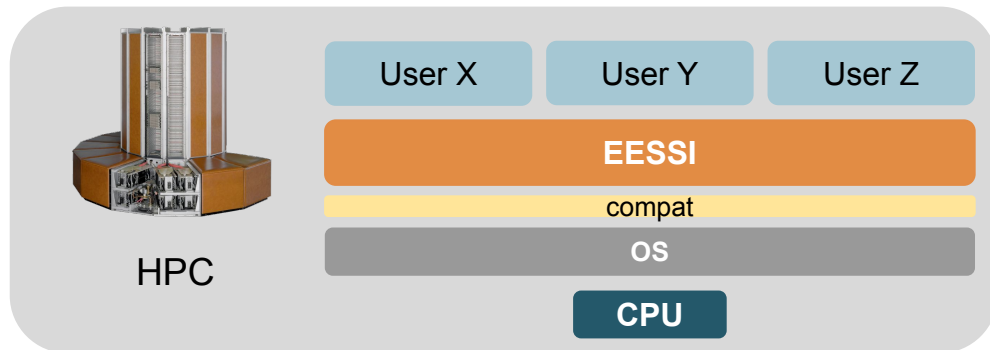 User X
User Y
User Z
EESSI
compat
OS
HPC
CPU